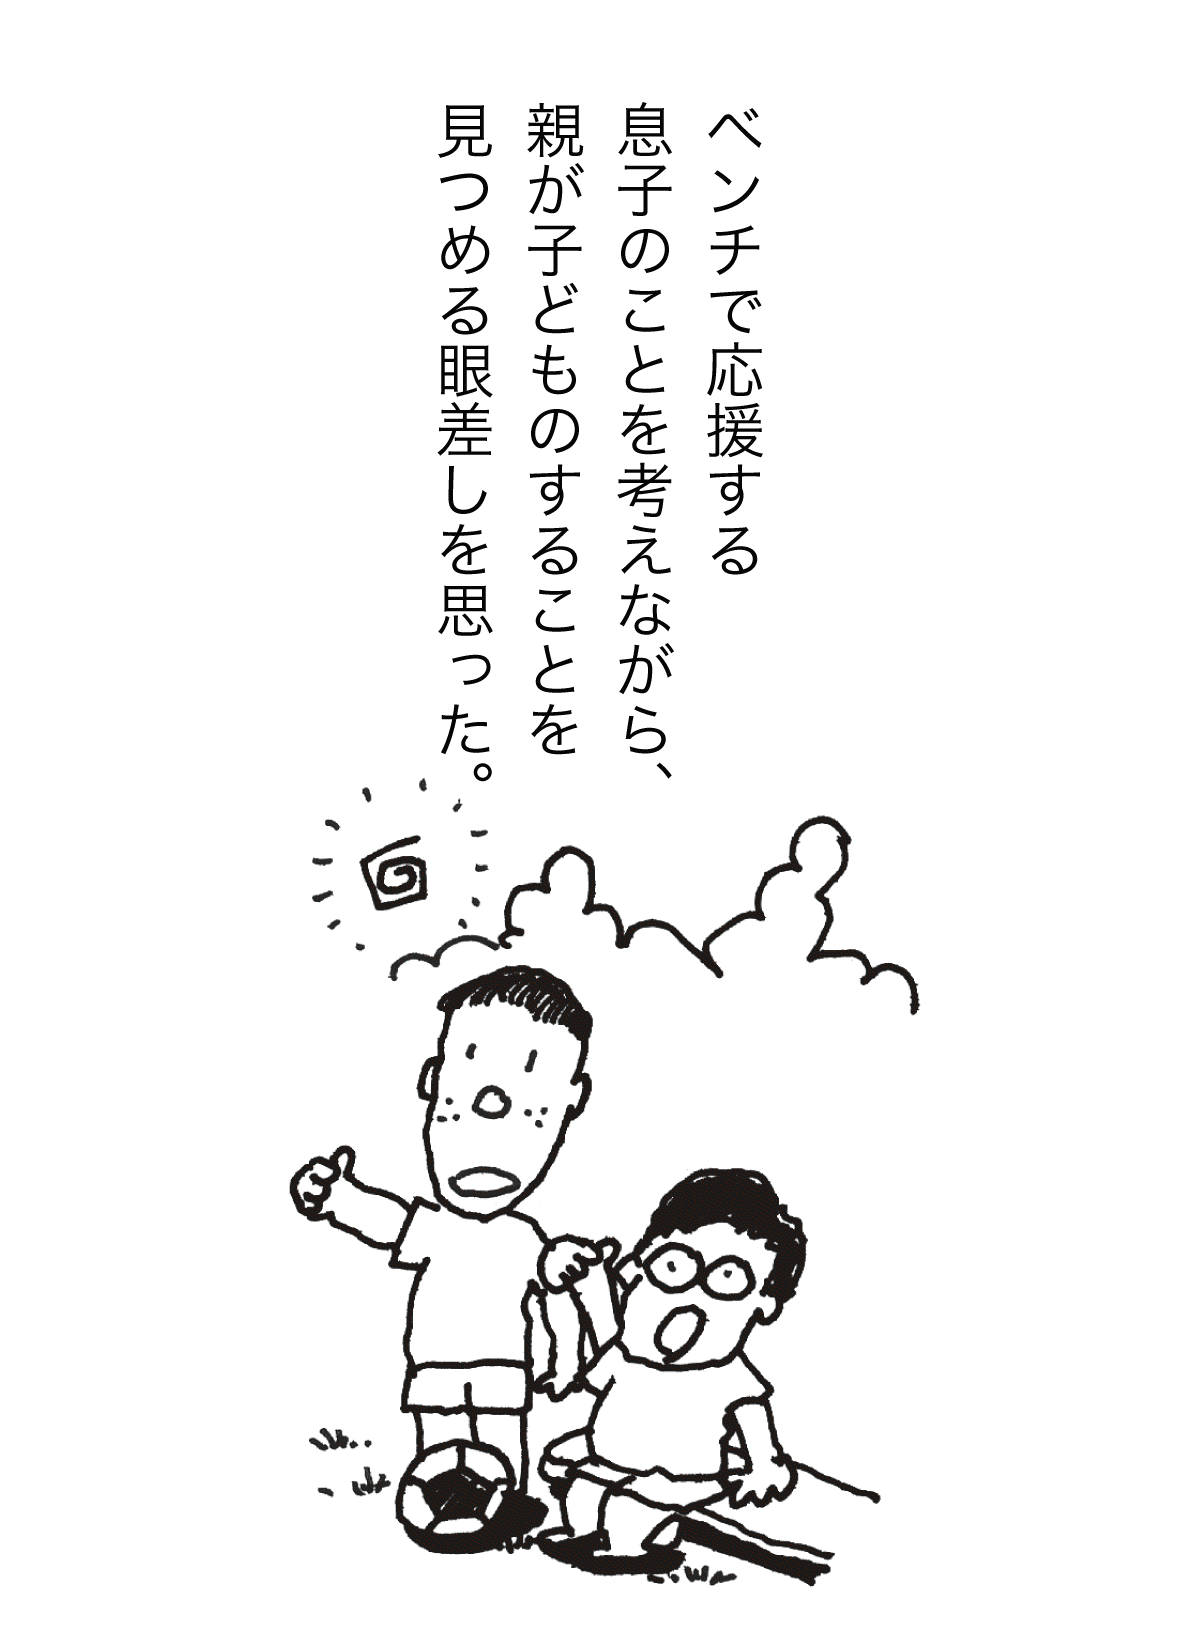 ベンチで応援する
息子のことを考えながら、
親が子どものすることを
見つめる眼差しを思った。